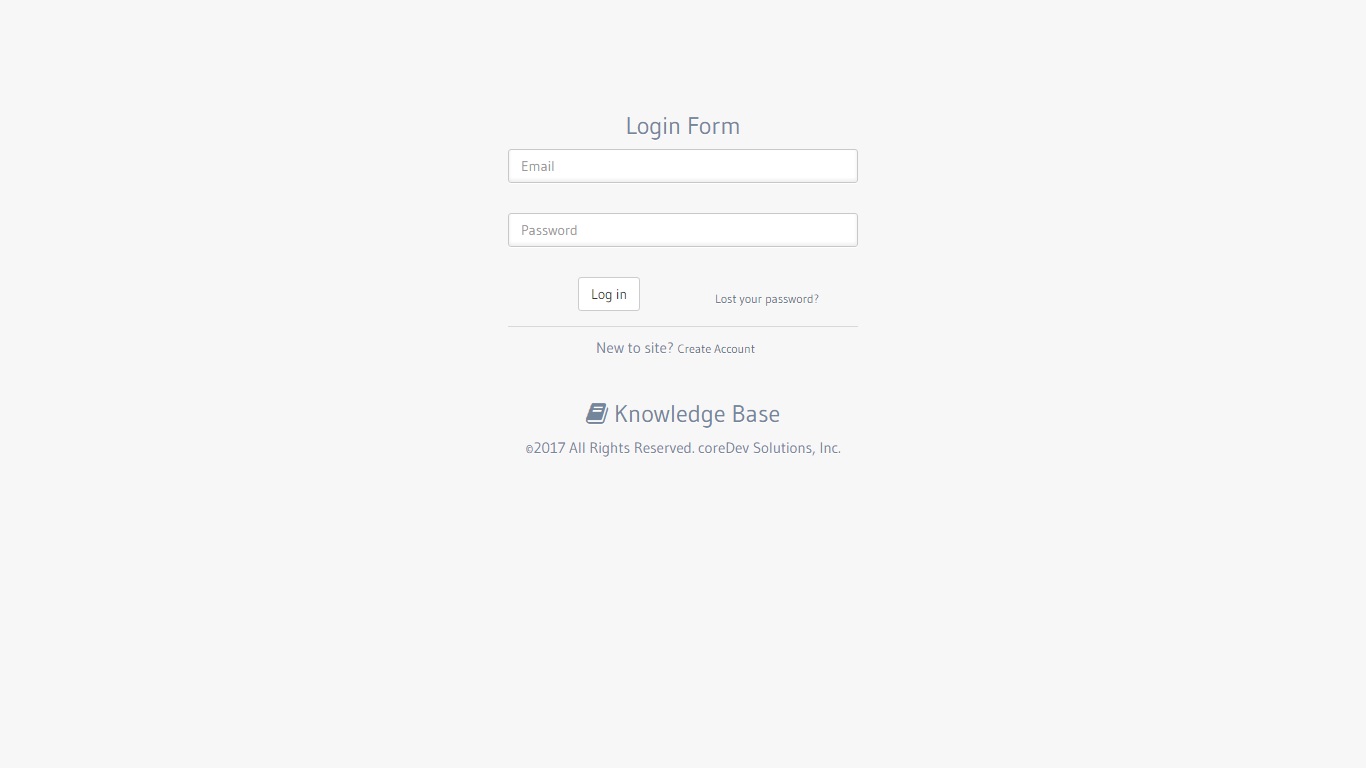 Login Form
Email
Password
Log in
Lost your password?
New to site? Create Account
Knowledge Base
©2017 All Rights Reserved. coreDev Solutions, Inc.